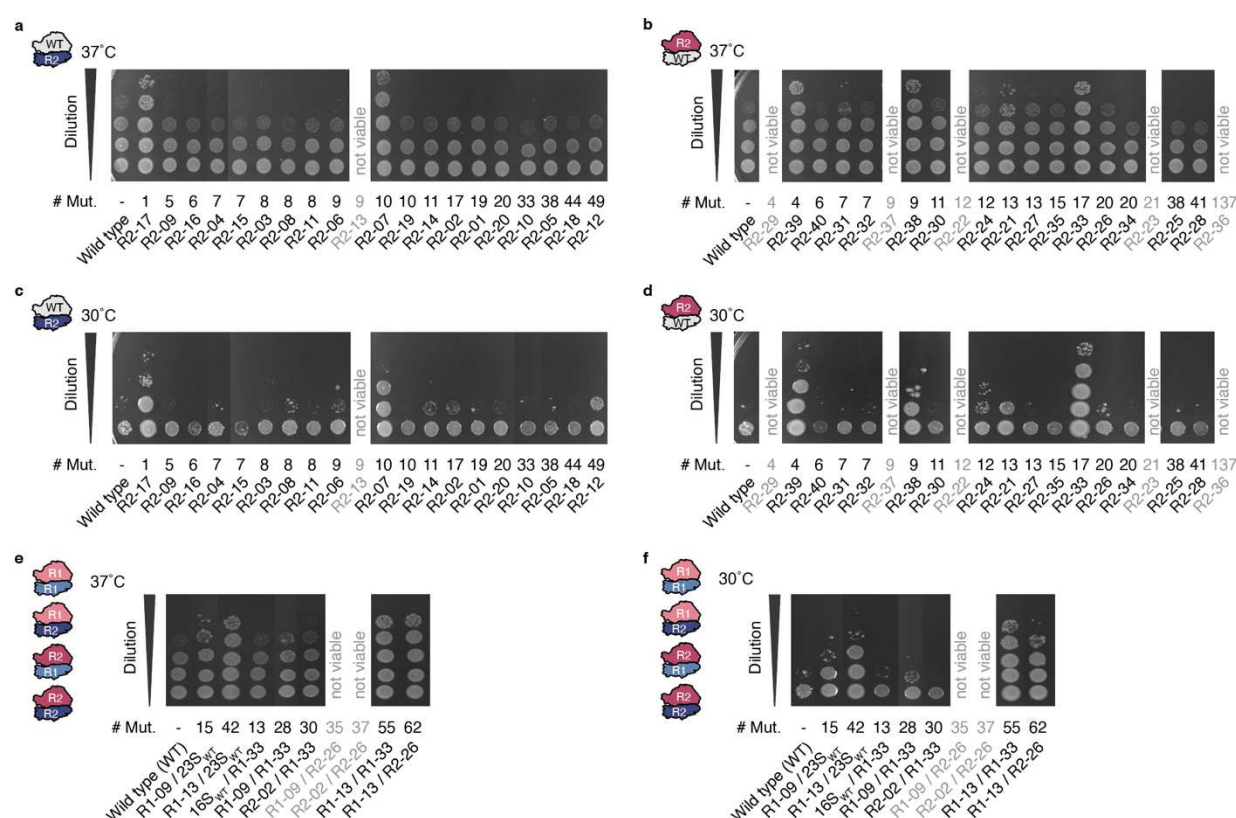 a
WT
R2
37°C
Dilution
not viable
# Mut. - 1 5 6 7 7 8 8 8 9 9 10 10 11 17 19 20 33 38 44 49
Wild type R2-17 R2-09 R2-16 R2-04 R2-15 R2-03 R2-08 R2-11 R2-06 R2-13 R2-07 R2-19 R2-14 R2-02 R2-01 R2-20 R2-10 R2-05 R2-18 R2-12
b
R2
WT
37°C
Dilution
not viable not viable not viable not viable not viable
# Mut. - 4 4 6 7 7 9 9 11 12 12 13 13 15 17 20 20 21 38 41 137
Wild type R2-29 R2-39 R2-40 R2-31 R2-32 R2-37 R2-38 R2-30 R2-22 R2-24 R2-21 R2-27 R2-35 R2-33 R2-26 R2-34 R2-23 R2-25 R2-28 R2-36
c
WT
R2
30°C
Dilution
not viable
# Mut. - 1 5 6 7 7 8 8 8 9 9 10 10 11 17 19 20 33 38 44 49
Wild type R2-17 R2-09 R2-16 R2-04 R2-15 R2-03 R2-08 R2-11 R2-06 R2-13 R2-07 R2-19 R2-14 R2-02 R2-01 R2-20 R2-10 R2-05 R2-18 R2-12
d
R2
WT
30°C
Dilution
not viable not viable not viable not viable not viable
# Mut. - 4 4 6 7 7 9 9 11 12 12 13 13 15 17 20 20 21 38 41 137
Wild type R2-29 R2-39 R2-40 R2-31 R2-32 R2-37 R2-38 R2-30 R2-22 R2-24 R2-21 R2-27 R2-35 R2-33 R2-26 R2-34 R2-23 R2-25 R2-28 R2-36
e
R1
R1
R1
R2
R2
R1
R2
R2
37°C
Dilution
not viable not viable
# Mut. - 15 42 13 28 30 35 37 55 62
Wild type (WT) R1-09 / 23SWT R1-13 / 23SWT 16SWT / R1-33 R1-09 / R1-33 R2-02 / R1-33 R1-09 / R2-26 R2-02 / R2-26 R1-13 / R1-33 R1-13 / R2-26
f
R1
R1
R1
R2
R2
R1
R2
R2
30°C
Dilution
not viable not viable
# Mut. - 15 42 13 28 30 35 37 55 62
Wild type (WT) R1-09 / 23SWT R1-13 / 23SWT 16SWT / R1-33 R1-09 / R1-33 R2-02 / R1-33 R1-09 / R2-26 R2-02 / R2-26 R1-13 / R1-33 R1-13 / R2-26